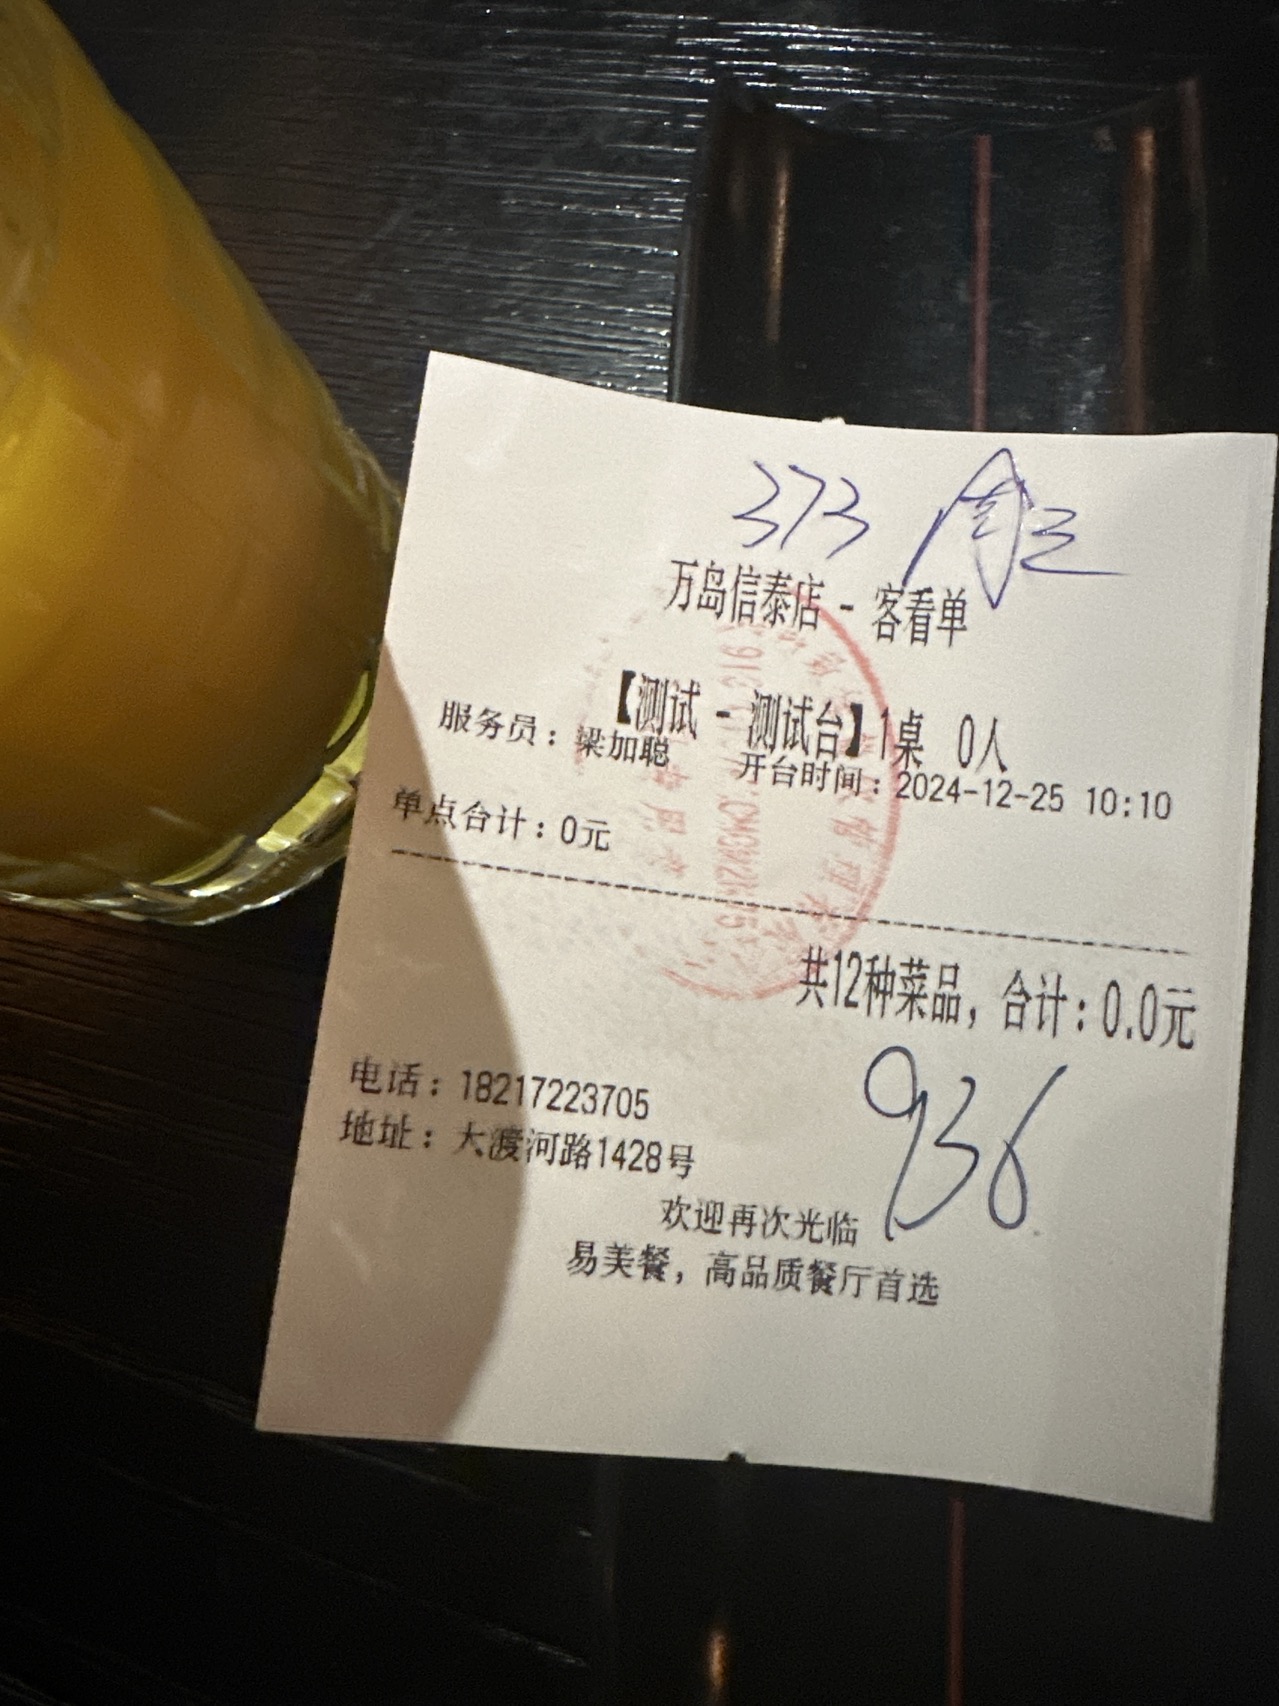 373
万岛信泰店 - 客看单
【测试 - 测试台】1桌 0人
服务员：梁加聪 开台时间：2024-12-25 10:10
单点合计：0元
共12种菜品，合计：0.0元
936
电话：18217223705
地址：大渡河路1428号
欢迎再次光临
易美餐，高品质餐厅首选